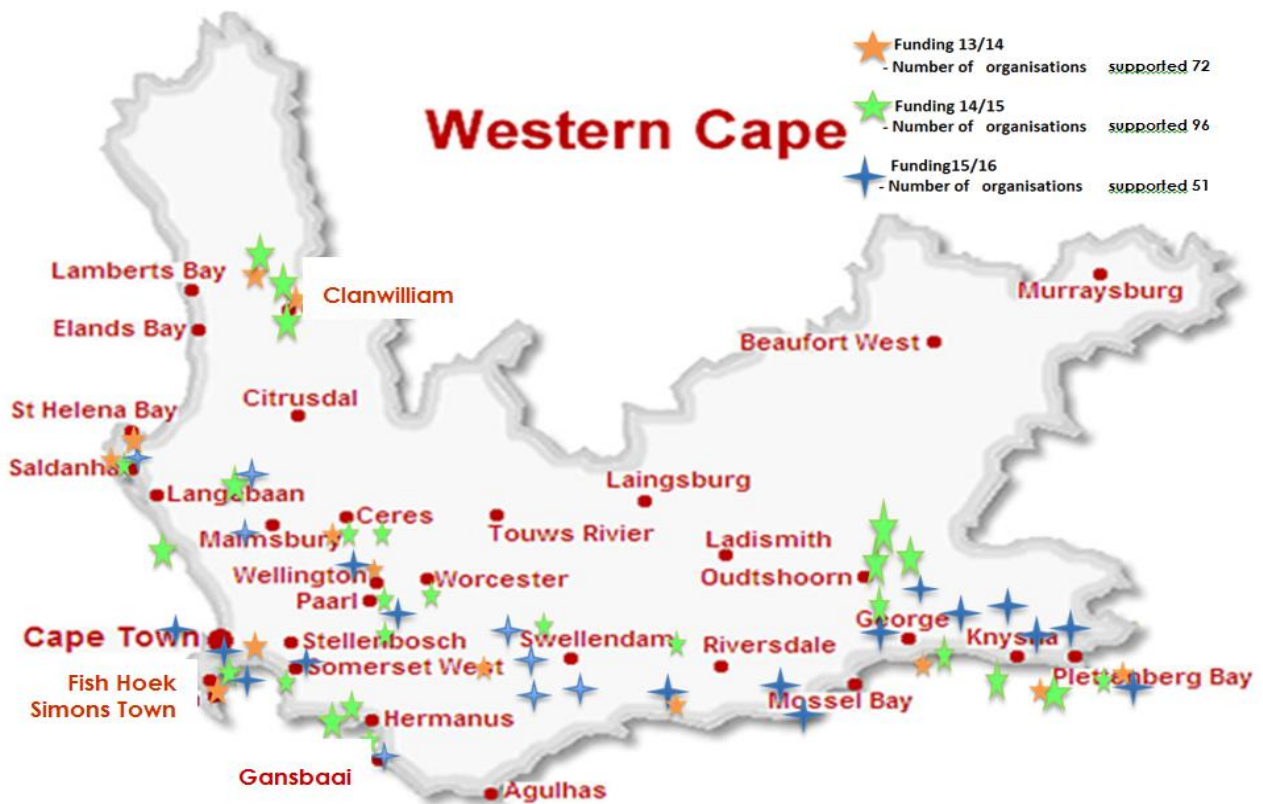 Funding 13/14
- Number of organisations supported 72
Funding 14/15
- Number of organisations supported 96
Funding15/16
- Number of organisations supported 51
Western Cape
Lamberts Bay
Clanwilliam
Murraysburg
Elands Bay
Beaufort West
Citrusdal
St Helena Bay
Saldanha
Laingsburg
Langebaan
Ceres
Touws Rivier
Malmsbury
Ladismith
Wellington
Worcester
Oudtshoorn
Paarl
George
Cape Town
Stellenbosch
Swellendam
Riversdale
Knysna
Somerset West
Fish Hoek
Plettenberg Bay
Simons Town
Mossel Bay
Hermanus
Gansbaai
Agulhas